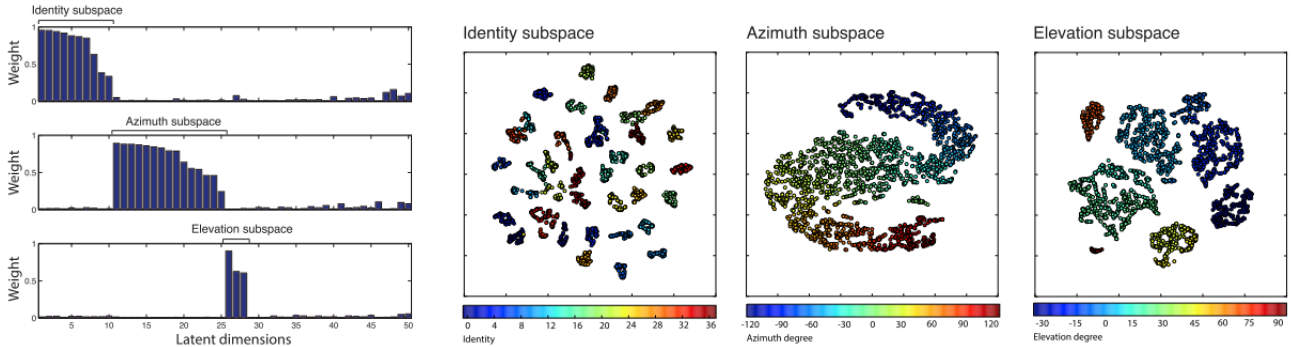 Identity subspace
Weight
1
0.5
0
Azimuth subspace
Weight
1
0.5
0
Elevation subspace
Weight
1
0.5
0
5 10 15 20 25 30 35 40 45 50
Latent dimensions
Identity subspace
0 4 8 12 16 20 24 28 32 36
Identity
Azimuth subspace
-120 -90 -60 -30 0 30 60 90 120
Azimuth degree
Elevation subspace
-30 -15 0 15 30 45 60 75 90
Elevation degree